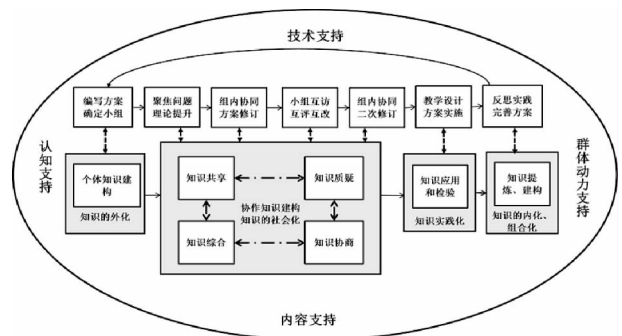 技术支持
编写方案
确定小组
聚焦问题
理论提升
组内协同
方案修订
小组互访
互评互改
组内协同
二次修订
教学设计
方案实施
反思实践
完善方案
认知支持
群体动力支持
个体知识建
构
知识的外化
知识共享
知识质疑
协作知识建构
知识的社会化
知识综合
知识协商
知识应用
和检验
知识实践化
知识提
炼、建构
知识的内化、
组合化
内容支持